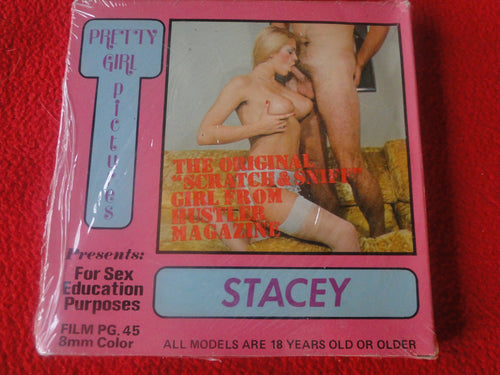 PRETTY
GIRL
pictures
THE ORIGINAL
"SCRATCH & SNIFF"
GIRL FROM
HUSTLER
MAGAZINE
Presents:
For Sex
Education
Purposes
STACEY
FILM PG. 45
8mm Color
ALL MODELS ARE 18 YEARS OLD OR OLDER